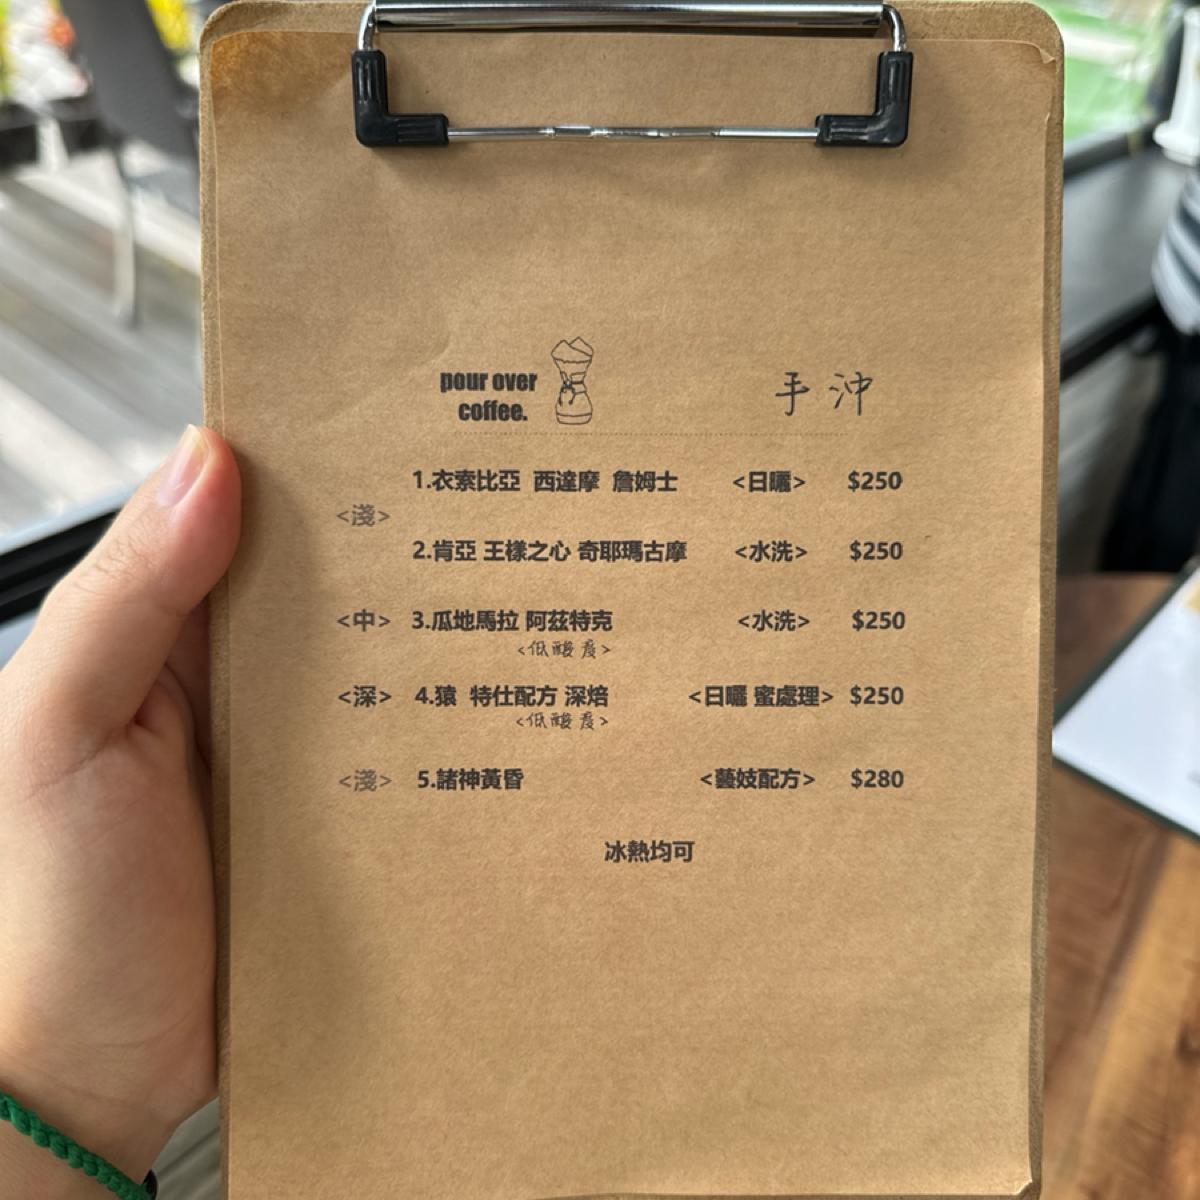 pour over
coffee.
手沖
1.衣索比亞 西達摩 詹姆士 <日曬> $250
<淺>
2.肯亞 王樣之心 奇耶瑪古摩 <水洗> $250
<中> 3.瓜地馬拉 阿茲特克 <水洗> $250
<低酸度>
<深> 4.猿 特仕配方 深焙 <日曬 蜜處理> $250
<低酸度>
<淺> 5.諸神黃昏 <藝妓配方> $280
冰熱均可